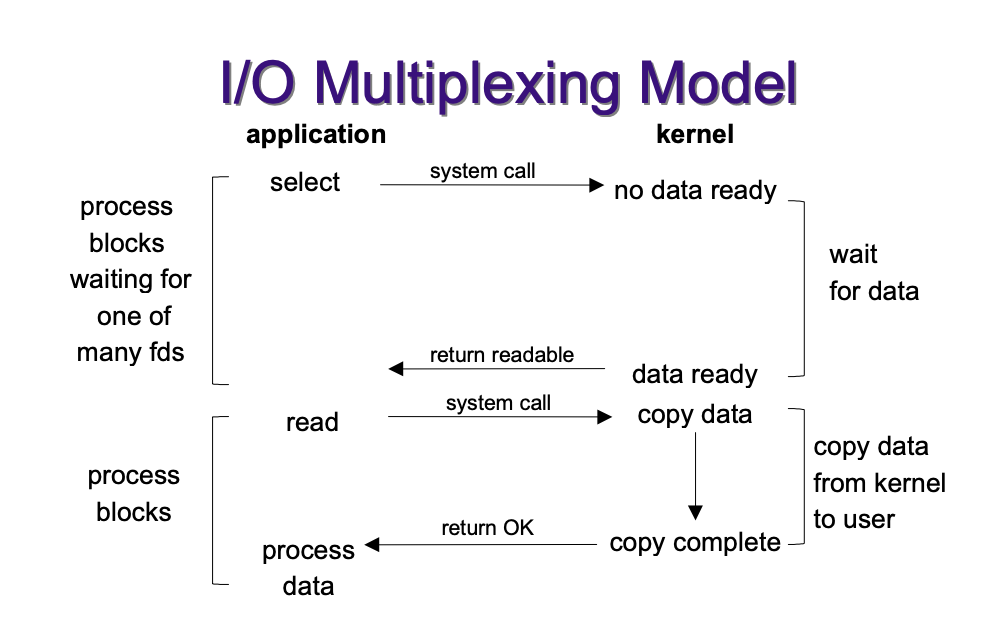 I/O Multiplexing Model
application
kernel
select
system call
no data ready
process
blocks
waiting for
one of
many fds
wait
for data
return readable
data ready
read
system call
copy data
process
blocks
copy data
from kernel
to user
return OK
copy complete
process
data